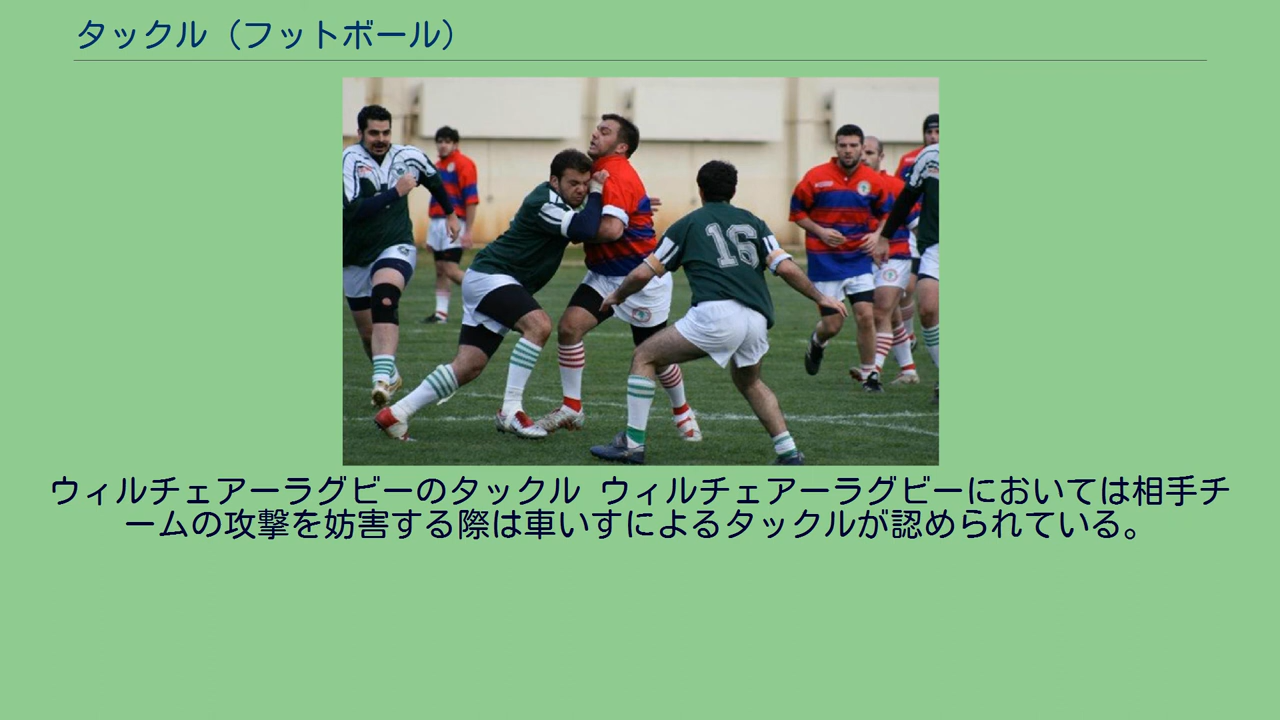 タックル（フットボール）
16
ウィルチェアーラグビーのタックル ウィルチェアーラグビーにおいては相手チ
ームの攻撃を妨害する際は車いすによるタックルが認められている。